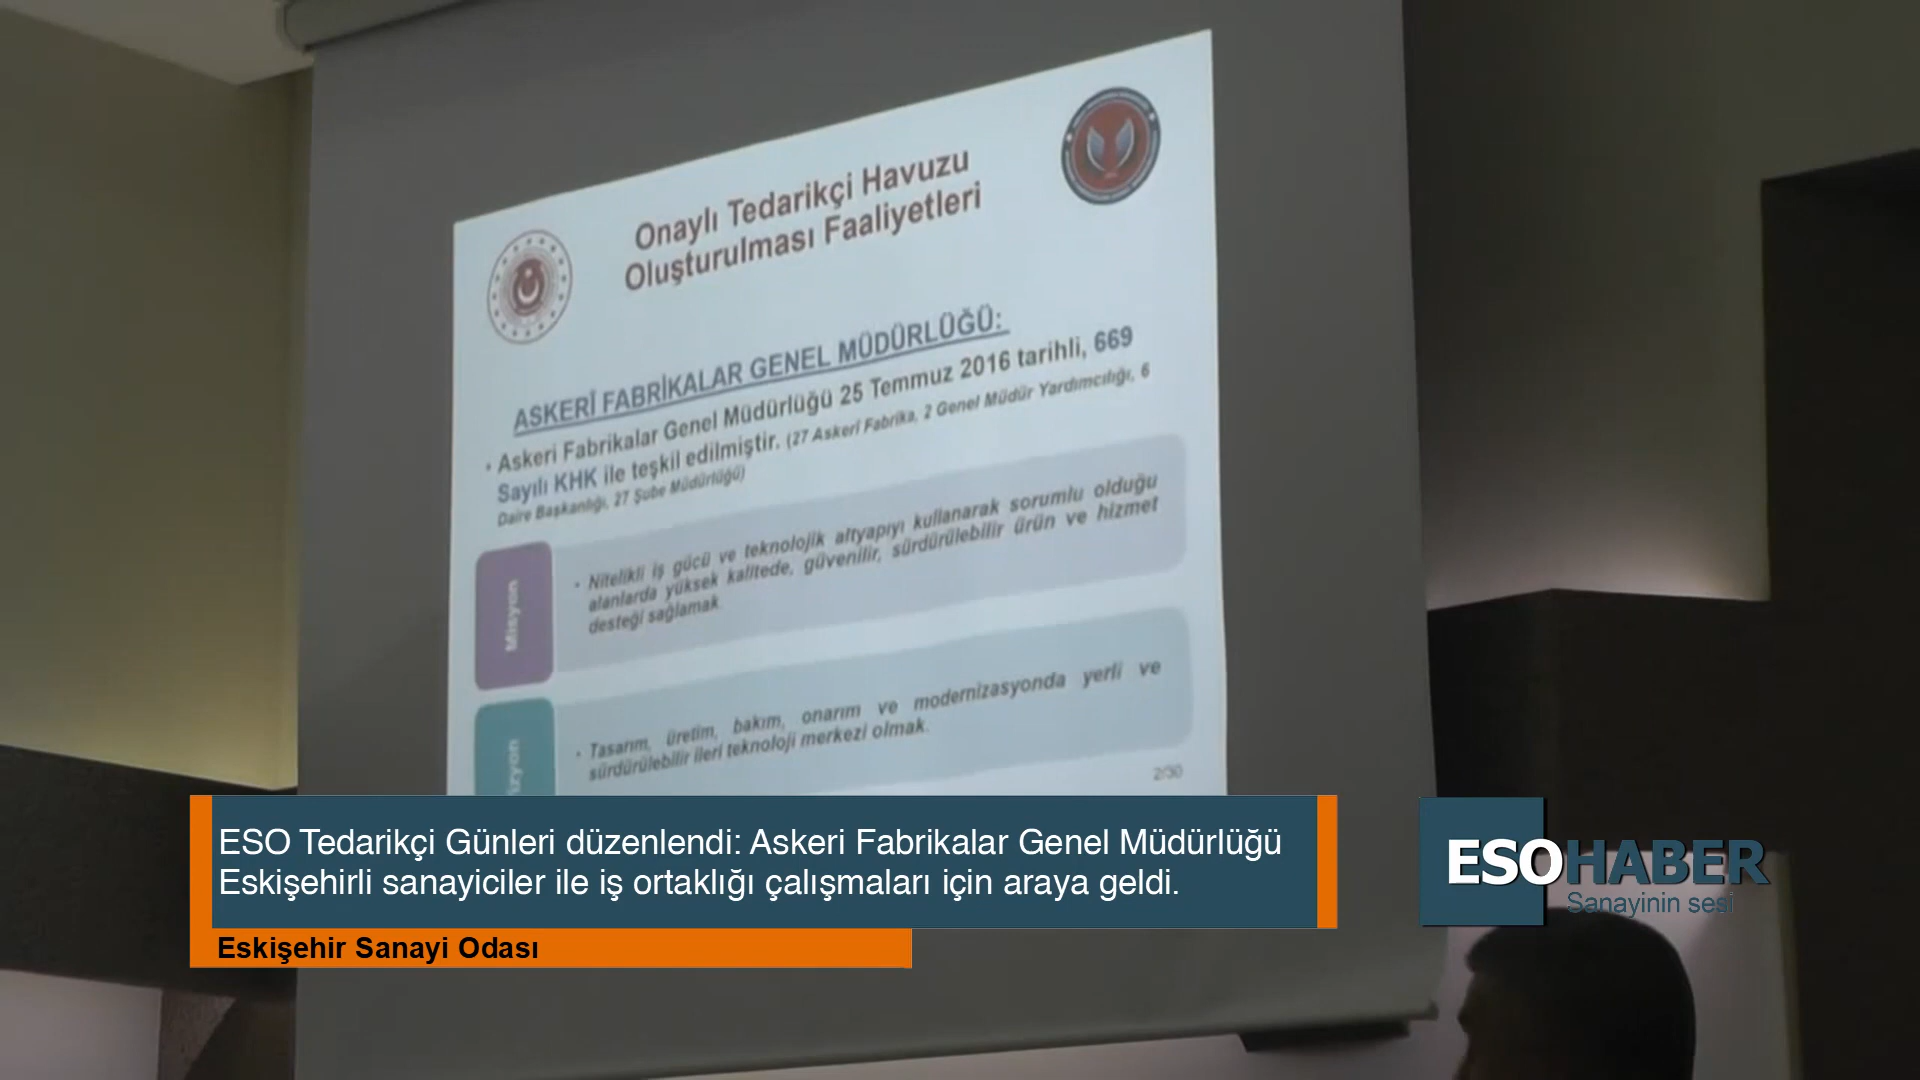 Onaylı Tedarikçi Havuzu
Oluşturulması Faaliyetleri
ASKERÎ FABRİKALAR GENEL MÜDÜRLÜĞÜ:
• Askeri Fabrikalar Genel Müdürlüğü 25 Temmuz 2016 tarihli, 669
Sayılı KHK ile teşkil edilmiştir. (27 Askerî Fabrika, 2 Genel Müdür Yardımcılığı, 6
Daire Başkanlığı, 27 Şube Müdürlüğü)
Misyon
• Nitelikli iş gücü ve teknolojik altyapıyı kullanarak sorumlu olduğu
alanlarda yüksek kalitede, güvenilir, sürdürülebilir ürün ve hizmet
desteği sağlamak.
• Tasarım, üretim, bakım, onarım ve modernizasyonda yerli ve
sürdürülebilir ileri teknoloji merkezi olmak.
2/30
ESO Tedarikçi Günleri düzenlendi: Askeri Fabrikalar Genel Müdürlüğü
Eskişehirli sanayiciler ile iş ortaklığı çalışmaları için araya geldi.
Eskişehir Sanayi Odası
ESOHABER
Sanayinin sesi